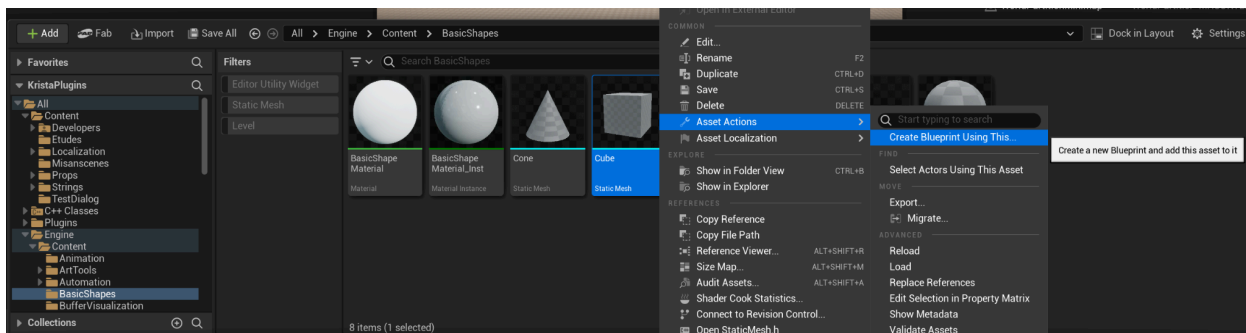 Open in External Editor
+ Add Fab Import Save All All > Engine > Content > BasicShapes Dock in Layout Settings
Favorites
KristaPlugins
All
Content
Developers
Etudes
Localization
Misanscenes
Props
Strings
TestDialog
C++ Classes
Plugins
Engine
Content
Animation
ArtTools
Automation
BasicShapes
BufferVisualization
Collections
Filters
Editor Utility Widget
Static Mesh
Level
Search BasicShapes
BasicShape
Material
Material
BasicShape
Material_Inst
Material Instance
Cone
Static Mesh
Cube
Static Mesh
8 items (1 selected)
COMMON
Edit...
Rename F2
Duplicate CTRL+D
Save CTRL+S
Delete DELETE
Asset Actions >
Asset Localization >
EXPLORE
Show in Folder View CTRL+B
Show in Explorer
REFERENCES
Copy Reference
Copy File Path
Reference Viewer... ALT+SHIFT+R
Size Map... ALT+SHIFT+M
Audit Assets... ALT+SHIFT+A
Shader Cook Statistics...
Connect to Revision Control...
Open StaticMesh.h
Start typing to search
Create Blueprint Using This...
FIND
Select Actors Using This Asset
MOVE
Export...
Migrate...
ADVANCED
Reload
Load
Replace References
Edit Selection in Property Matrix
Show Metadata
Validate Assets
Create a new Blueprint and add this asset to it